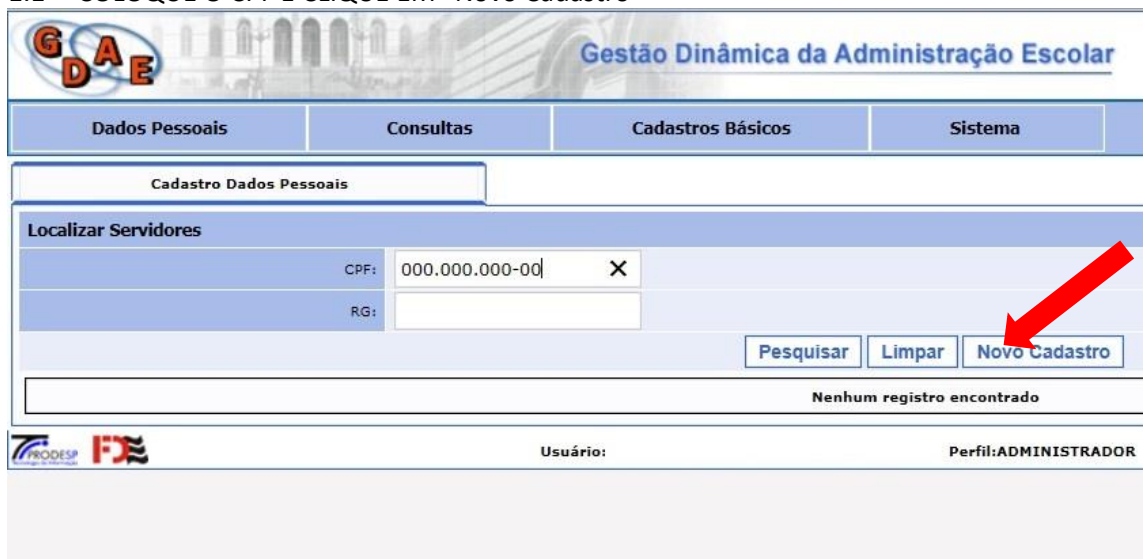 GDAE
Gestão Dinâmica da Administração Escolar
Dados Pessoais Consultas Cadastros Básicos Sistema
Cadastro Dados Pessoais
Localizar Servidores
CPF: 000.000.000-00 X
RG:
Pesquisar Limpar Novo Cadastro
Nenhum registro encontrado
PRODESP FDE Usuário: Perfil:ADMINISTRADOR